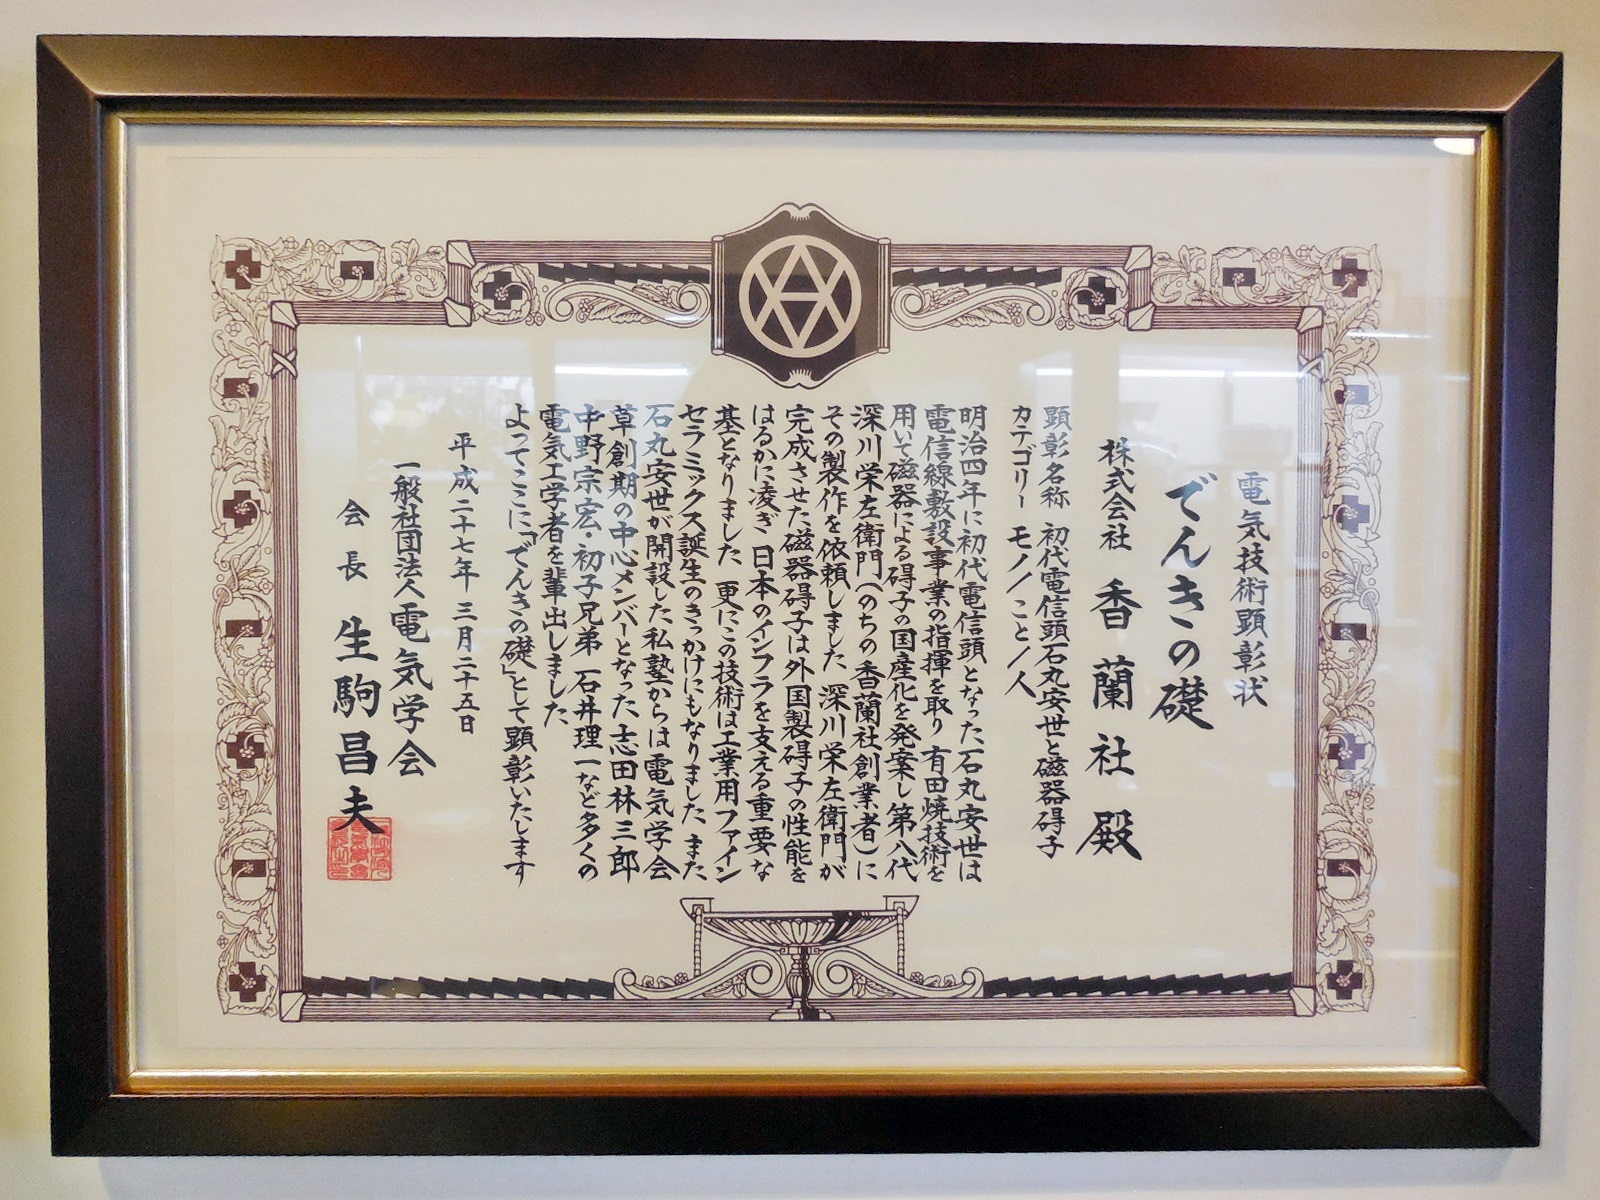 電気技術顕彰状
でんきの礎
株式会社 香蘭社 殿
顕彰名称 初代電信頭石丸安世と磁器碍子
カテゴリー モノ/こと/人
明治四年に初代電信頭となった石丸安世は
電信線敷設事業の指揮を取り 有田焼技術を
用いて磁器による碍子の国産化を発案し第八代
深川栄左衛門(のちの香蘭社創業者)に
その製作を依頼しました 深川栄左衛門が
完成させた磁器碍子は外国製碍子の性能を
はるかに凌ぎ 日本のインフラを支える重要な
基となりました 更にこの技術は工業用ファイン
セラミックス誕生のきっかけにもなりました また
石丸安世が開設した私塾からは電気学会
草創期の中心メンバーとなった志田林三郎
中野宗宏・初子兄弟 石井理一など多くの
電気工学者を輩出しました
よってここに「でんきの礎」として顕彰いたします
平成二十七年三月二十五日
一般社団法人 電気学会
会長 生駒昌夫